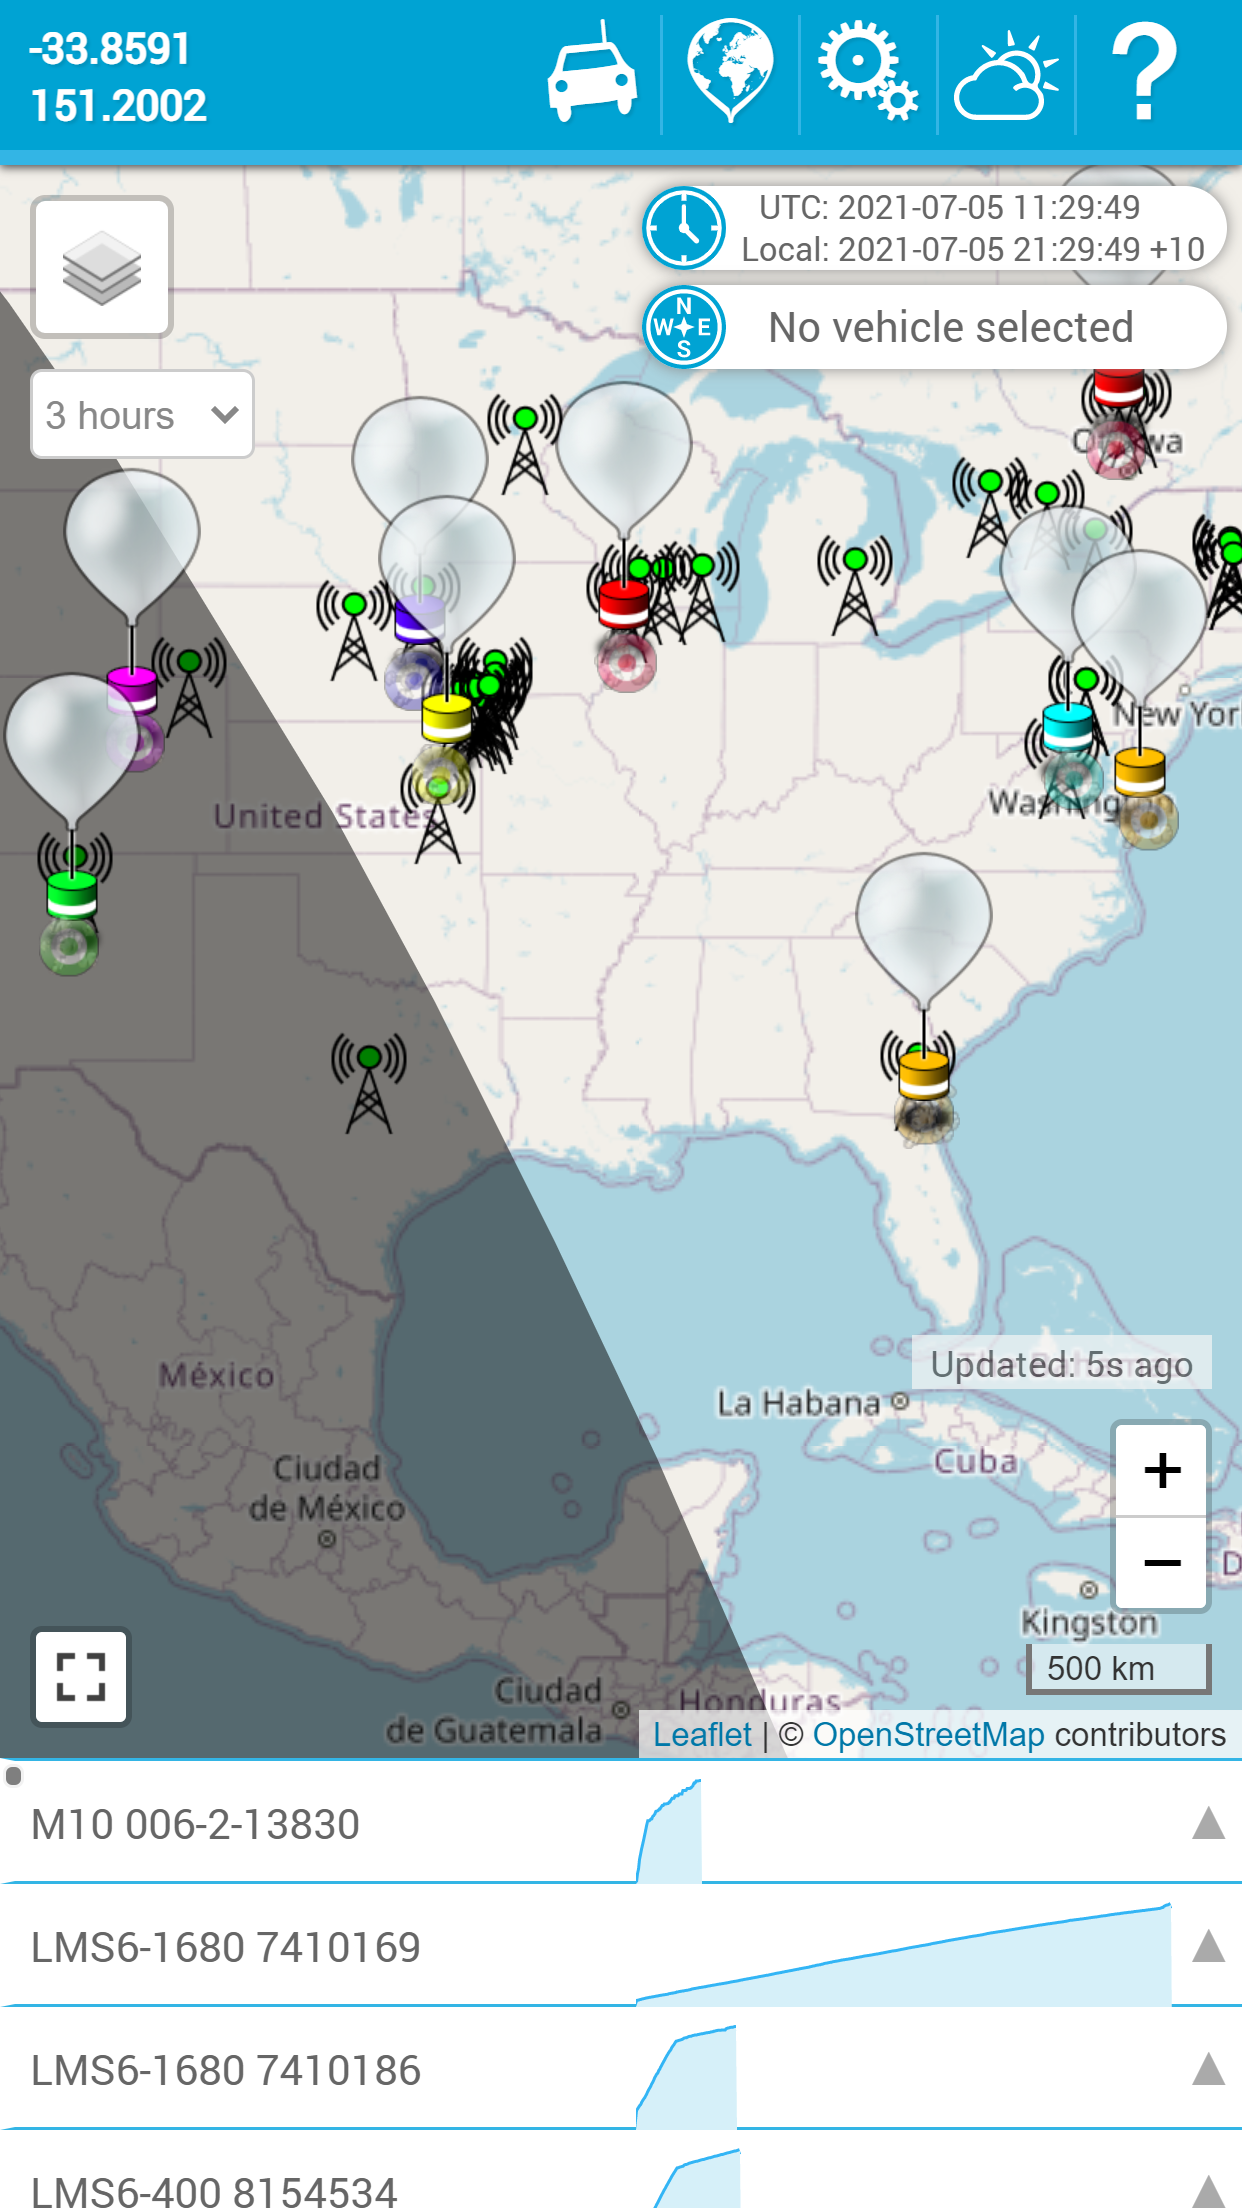 -33.8591
151.2002
UTC: 2021-07-05 11:29:49
Local: 2021-07-05 21:29:49 +10
N
W E
S
No vehicle selected
3 hours
New Yor
United States
Washington
Updated: 5s ago
México
La Habana
Cuba
Ciudad
de México
+
−
Kingston
500 km
Ciudad
de Guatemala
Honduras
Leaflet | © OpenStreetMap contributors
M10 006-2-13830
LMS6-1680 7410169
LMS6-1680 7410186
LMS6-400 8154534